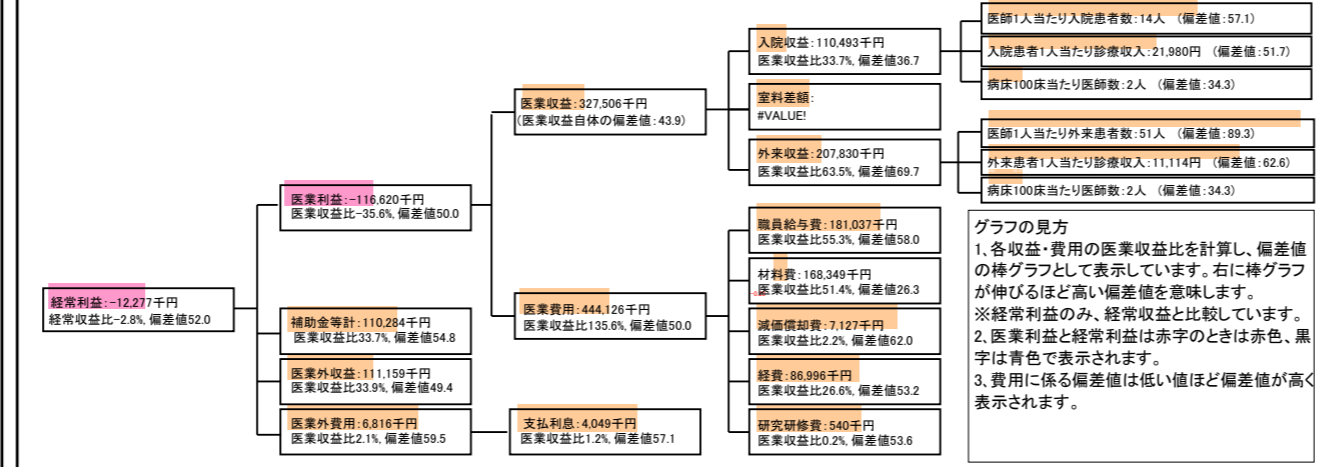 経常利益:-12,277千円
経常収比-2.8%, 偏差値52.0
医業利益:-116,620千円
医業収益比-35.6%, 偏差値50.0
補助金等計:110,284千円
医業収益比33.7%, 偏差値54.8
医業外収益:111,159千円
医業収益比33.9%, 偏差値49.4
医業外費用:6,816千円
医業収益比2.1%, 偏差値59.5
支払利息:4,049千円
医業収益比1.2%, 偏差値57.1
医業収益:327,506千円
(医業収益自体の偏差値:43.9)
医業費用:444,126千円
医業収益比135.6%, 偏差値50.0
入院収益:110,493千円
医業収益比33.7%, 偏差値36.7
室料差額:
#VALUE!
外来収益:207,830千円
医業収益比63.5%, 偏差値69.7
職員給与費:181,037千円
医業収益比55.3%, 偏差値58.0
材料費:168,349千円
医業収益比51.4%, 偏差値26.3
減価償却費:7,127千円
医業収益比2.2%, 偏差値62.0
経費:86,996千円
医業収益比26.6%, 偏差値53.2
研究研修費:540千円
医業収益比0.2%, 偏差値53.6
医師1人当たり入院患者数:14人 (偏差値:57.1)
入院患者1人当たり診療収入:21,980円 (偏差値:51.7)
病床100床当たり医師数:2人 (偏差値:34.3)
医師1人当たり外来患者数:51人 (偏差値:89.3)
外来患者1人当たり診療収入:11,114円 (偏差値:62.6)
病床100床当たり医師数:2人 (偏差値:34.3)
グラフの見方
1、各収益・費用の医業収益比を計算し、偏差値
の棒グラフとして表示しています。右に棒グラフ
が伸びるほど高い偏差値を意味します。
※経常利益のみ、経常収益と比較しています。
2、医業利益と経常利益は赤字のときは赤色、黒
字は青色で表示されます。
3、費用に係る偏差値は低い値ほど偏差値が高く
表示されます。